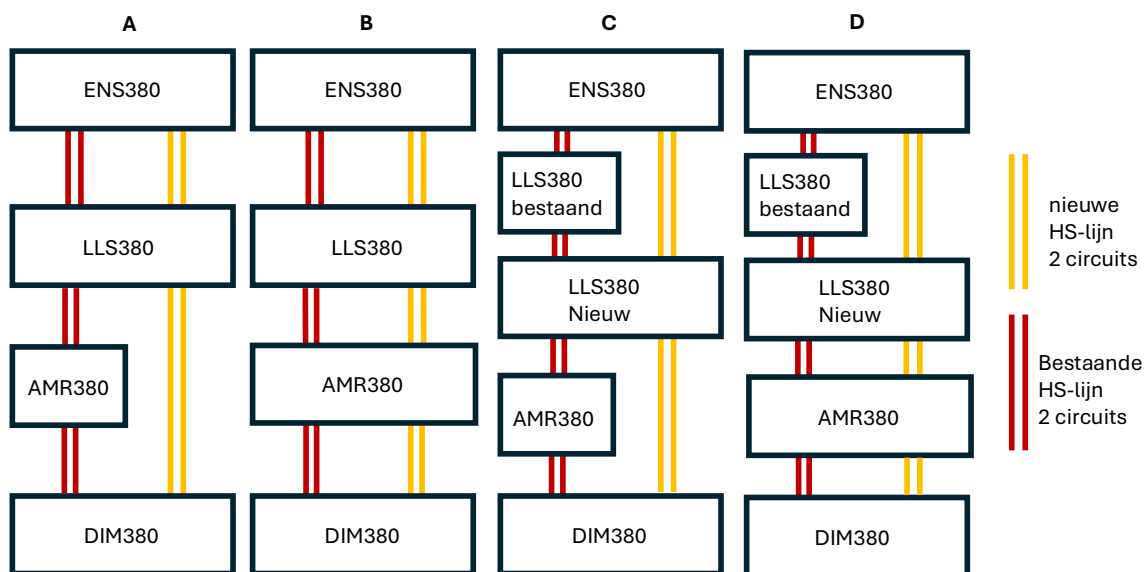 A
ENS380
LLS380
AMR380
DIM380
B
ENS380
LLS380
AMR380
DIM380
C
ENS380
LLS380
bestaand
LLS380
Nieuw
AMR380
DIM380
D
ENS380
LLS380
bestaand
LLS380
Nieuw
AMR380
DIM380
nieuwe
HS-lijn
2 circuits
Bestaande
HS-lijn
2 circuits